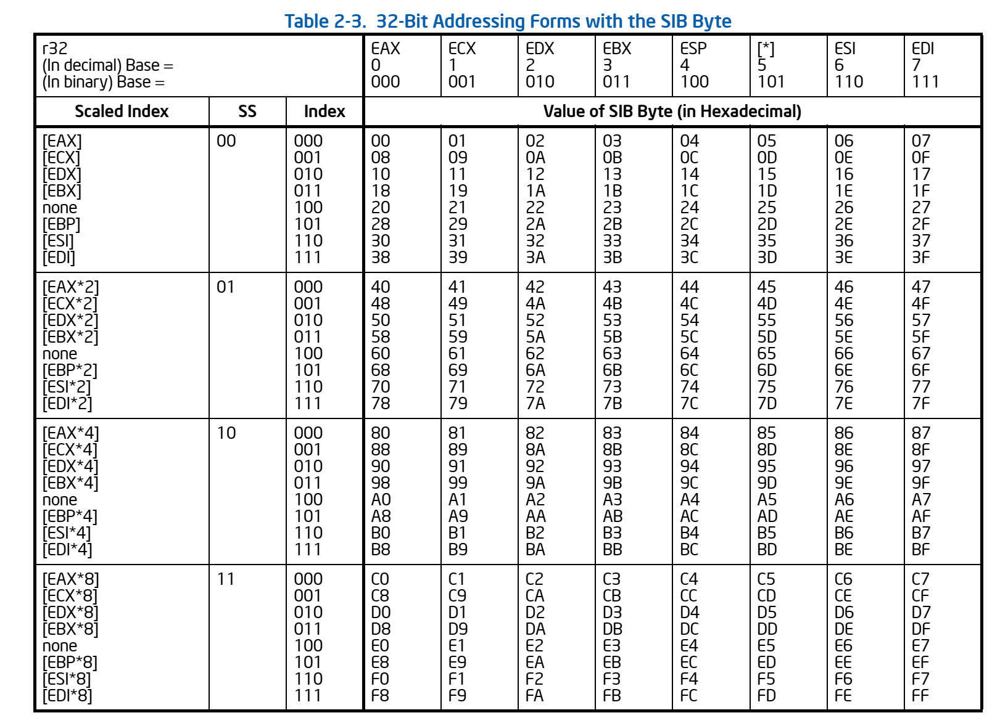 Table 2-3. 32-Bit Addressing Forms with the SIB Byte
r32 EAX ECX EDX EBX ESP [*] ESI EDI
(In decimal) Base = 0 1 2 3 4 5 6 7
(In binary) Base = 000 001 010 011 100 101 110 111
Scaled Index SS Index Value of SIB Byte (in Hexadecimal)
[EAX] 00 000 00 01 02 03 04 05 06 07
[ECX] 001 08 09 0A 0B 0C 0D 0E 0F
[EDX] 010 10 11 12 13 14 15 16 17
[EBX] 011 18 19 1A 1B 1C 1D 1E 1F
none 100 20 21 22 23 24 25 26 27
[EBP] 101 28 29 2A 2B 2C 2D 2E 2F
[ESI] 110 30 31 32 33 34 35 36 37
[EDI] 111 38 39 3A 3B 3C 3D 3E 3F
[EAX*2] 01 000 40 41 42 43 44 45 46 47
[ECX*2] 001 48 49 4A 4B 4C 4D 4E 4F
[EDX*2] 010 50 51 52 53 54 55 56 57
[EBX*2] 011 58 59 5A 5B 5C 5D 5E 5F
none 100 60 61 62 63 64 65 66 67
[EBP*2] 101 68 69 6A 6B 6C 6D 6E 6F
[ESI*2] 110 70 71 72 73 74 75 76 77
[EDI*2] 111 78 79 7A 7B 7C 7D 7E 7F
[EAX*4] 10 000 80 81 82 83 84 85 86 87
[ECX*4] 001 88 89 8A 8B 8C 8D 8E 8F
[EDX*4] 010 90 91 92 93 94 95 96 97
[EBX*4] 011 98 99 9A 9B 9C 9D 9E 9F
none 100 A0 A1 A2 A3 A4 A5 A6 A7
[EBP*4] 101 A8 A9 AA AB AC AD AE AF
[ESI*4] 110 B0 B1 B2 B3 B4 B5 B6 B7
[EDI*4] 111 B8 B9 BA BB BC BD BE BF
[EAX*8] 11 000 C0 C1 C2 C3 C4 C5 C6 C7
[ECX*8] 001 C8 C9 CA CB CC CD CE CF
[EDX*8] 010 D0 D1 D2 D3 D4 D5 D6 D7
[EBX*8] 011 D8 D9 DA DB DC DD DE DF
none 100 E0 E1 E2 E3 E4 E5 E6 E7
[EBP*8] 101 E8 E9 EA EB EC ED EE EF
[ESI*8] 110 F0 F1 F2 F3 F4 F5 F6 F7
[EDI*8] 111 F8 F9 FA FB FC FD FE FF